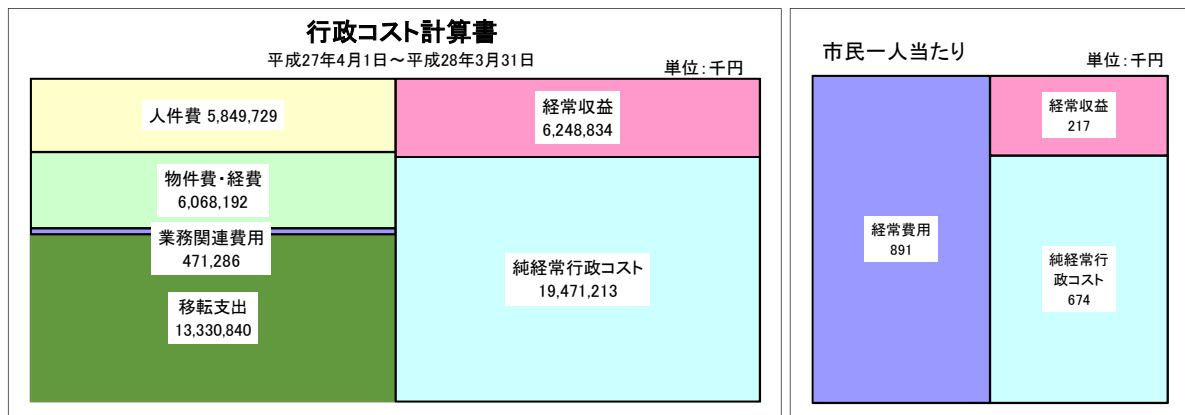 行政コスト計算書
平成27年4月1日～平成28年3月31日
単位：千円
人件費 5,849,729
物件費・経費
6,068,192
業務関連費用
471,286
移転支出
13,330,840
経常収益
6,248,834
純経常行政コスト
19,471,213
市民一人当たり
単位：千円
経常費用
891
経常収益
217
純経常行
政コスト
674